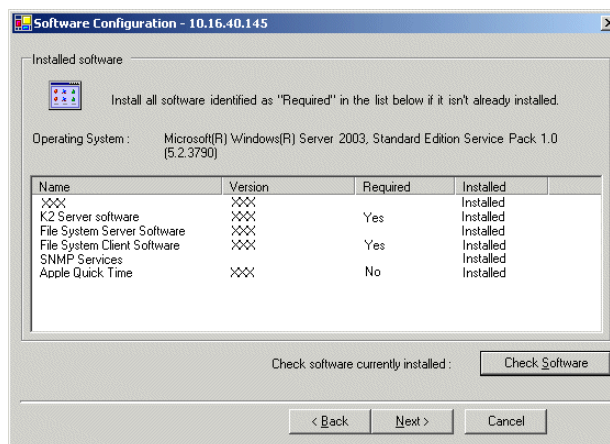 Software Configuration - 10.16.40.145
Installed software
Install all software identified as "Required" in the list below if it isn't already installed.
Operating System : Microsoft(R) Windows(R) Server 2003, Standard Edition Service Pack 1.0
(5.2.3790)
Name Version Required Installed
XXX XXX Installed
K2 Server software XXX Yes Installed
File System Server Software XXX Installed
File System Client Software XXX Yes Installed
SNMP Services Installed
Apple Quick Time XXX No Installed
Check software currently installed : Check Software
< Back Next > Cancel